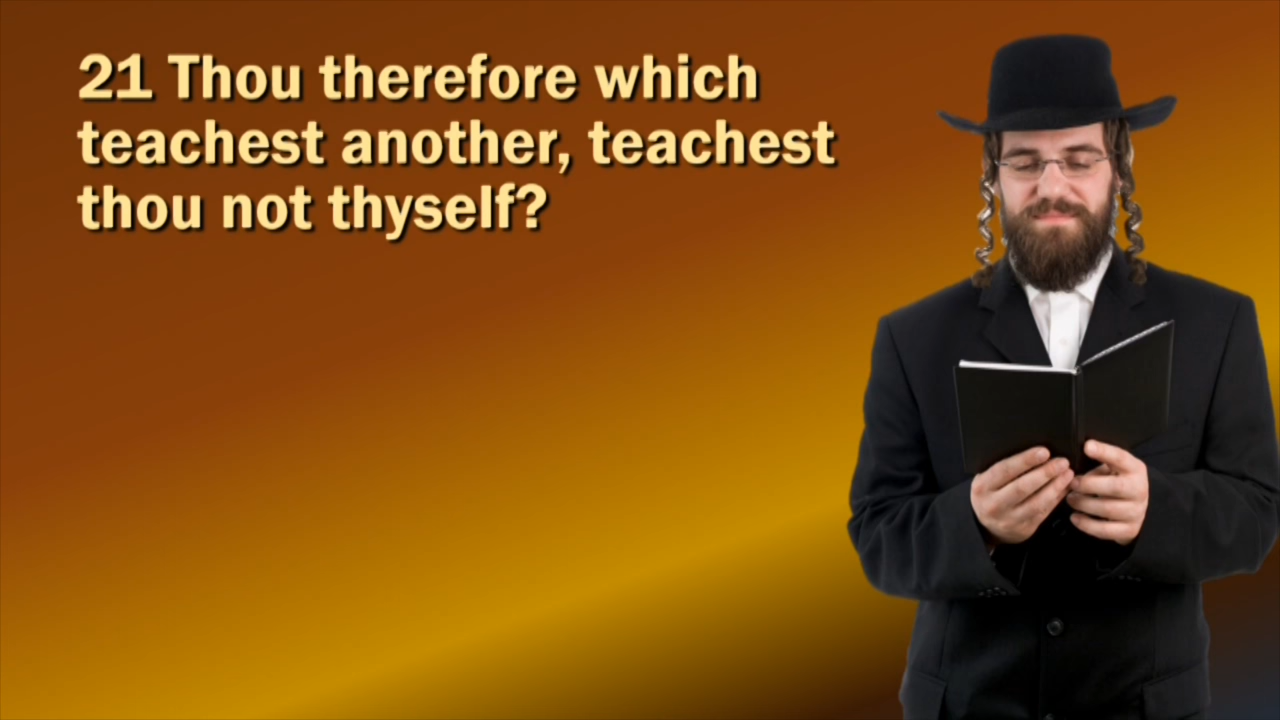 21 Thou therefore which
teachest another, teachest
thou not thyself?